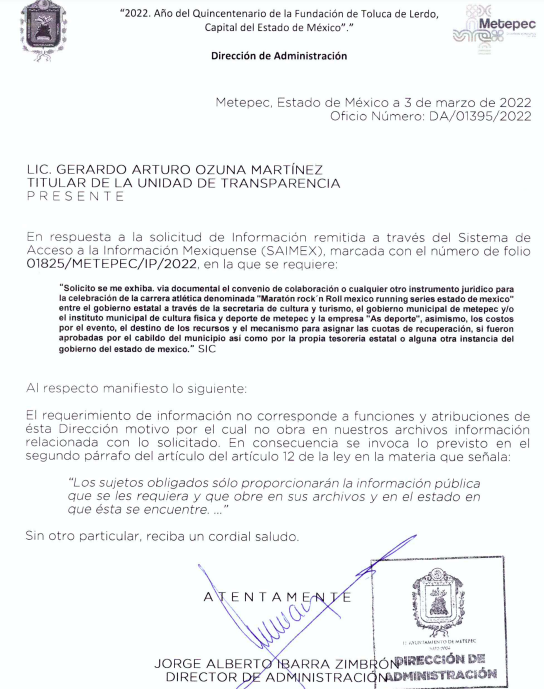 "2022. Año del Quincentenario de la Fundación de Toluca de Lerdo,
Capital del Estado de México"."
Metepec
Dirección de Administración
Metepec, Estado de México a 3 de marzo de 2022
Oficio Número: DA/01395/2022
LIC. GERARDO ARTURO OZUNA MARTÍNEZ
TITULAR DE LA UNIDAD DE TRANSPARENCIA
P R E S E N T E
En respuesta a la solicitud de Información remitida a través del Sistema de
Acceso a la Información Mexiquense (SAIMEX), marcada con el número de folio
01825/METEPEC/IP/2022, en la que se requiere:
"Solicito se me exhiba. via documental el convenio de colaboración o cualquier otro instrumento juridico para
la celebración de la carrera atlética denominada "Maratón rock´n Roll mexico running series estado de mexico"
entre el gobierno estatal a través de la secretaria de cultura y turismo, el gobierno municipal de metepec y/o
el instituto municipal de cultura fisica y deporte de metepec y la empresa "As deporte", asimismo, los costos
por el evento, el destino de los recursos y el mecanismo para asignar las cuotas de recuperación, si fueron
aprobadas por el cabildo del municipio así como por la propia tesoreria estatal o alguna otra instancia del
gobierno del estado de mexico." SIC
Al respecto manifiesto lo siguiente:
El requerimiento de información no corresponde a funciones y atribuciones de
ésta Dirección motivo por el cual no obra en nuestros archivos información
relacionada con lo solicitado. En consecuencia se invoca lo previsto en el
segundo párrafo del artículo del artículo 12 de la ley en la materia que señala:
"Los sujetos obligados sólo proporcionarán la información pública
que se les requiera y que obre en sus archivos y en el estado en
que ésta se encuentre. ..."
Sin otro particular, reciba un cordial saludo.
A T E N T A M E N T E
H. AYUNTAMIENTO DE METEPEC
JORGE ALBERTO IBARRA ZIMBRÓN
DIRECTOR DE ADMINISTRACIÓN
DIRECCIÓN DE
ADMINISTRACIÓN